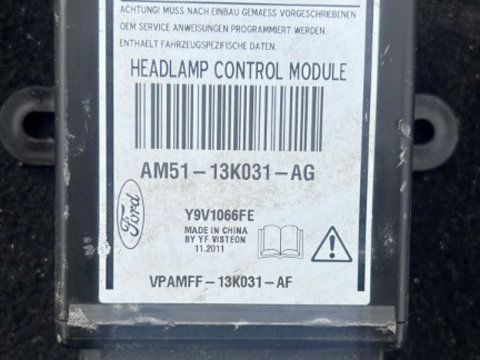 ACHTUNG! MUSS NACH EINBAU GEMAESS VORGESCHRIEBENEN
OEM SERVICE ANWEISUNGEN PROGRAMMIERT WERDEN.
ENTHAELT FAHRZEUGSPEZIFISCHE DATEN.
HEADLAMP CONTROL MODULE
AM51-13K031-AG
Ford
Y9V1066FE
MADE IN CHINA
BY YF VISTEON
11.2011
VPAMFF-13K031-AF